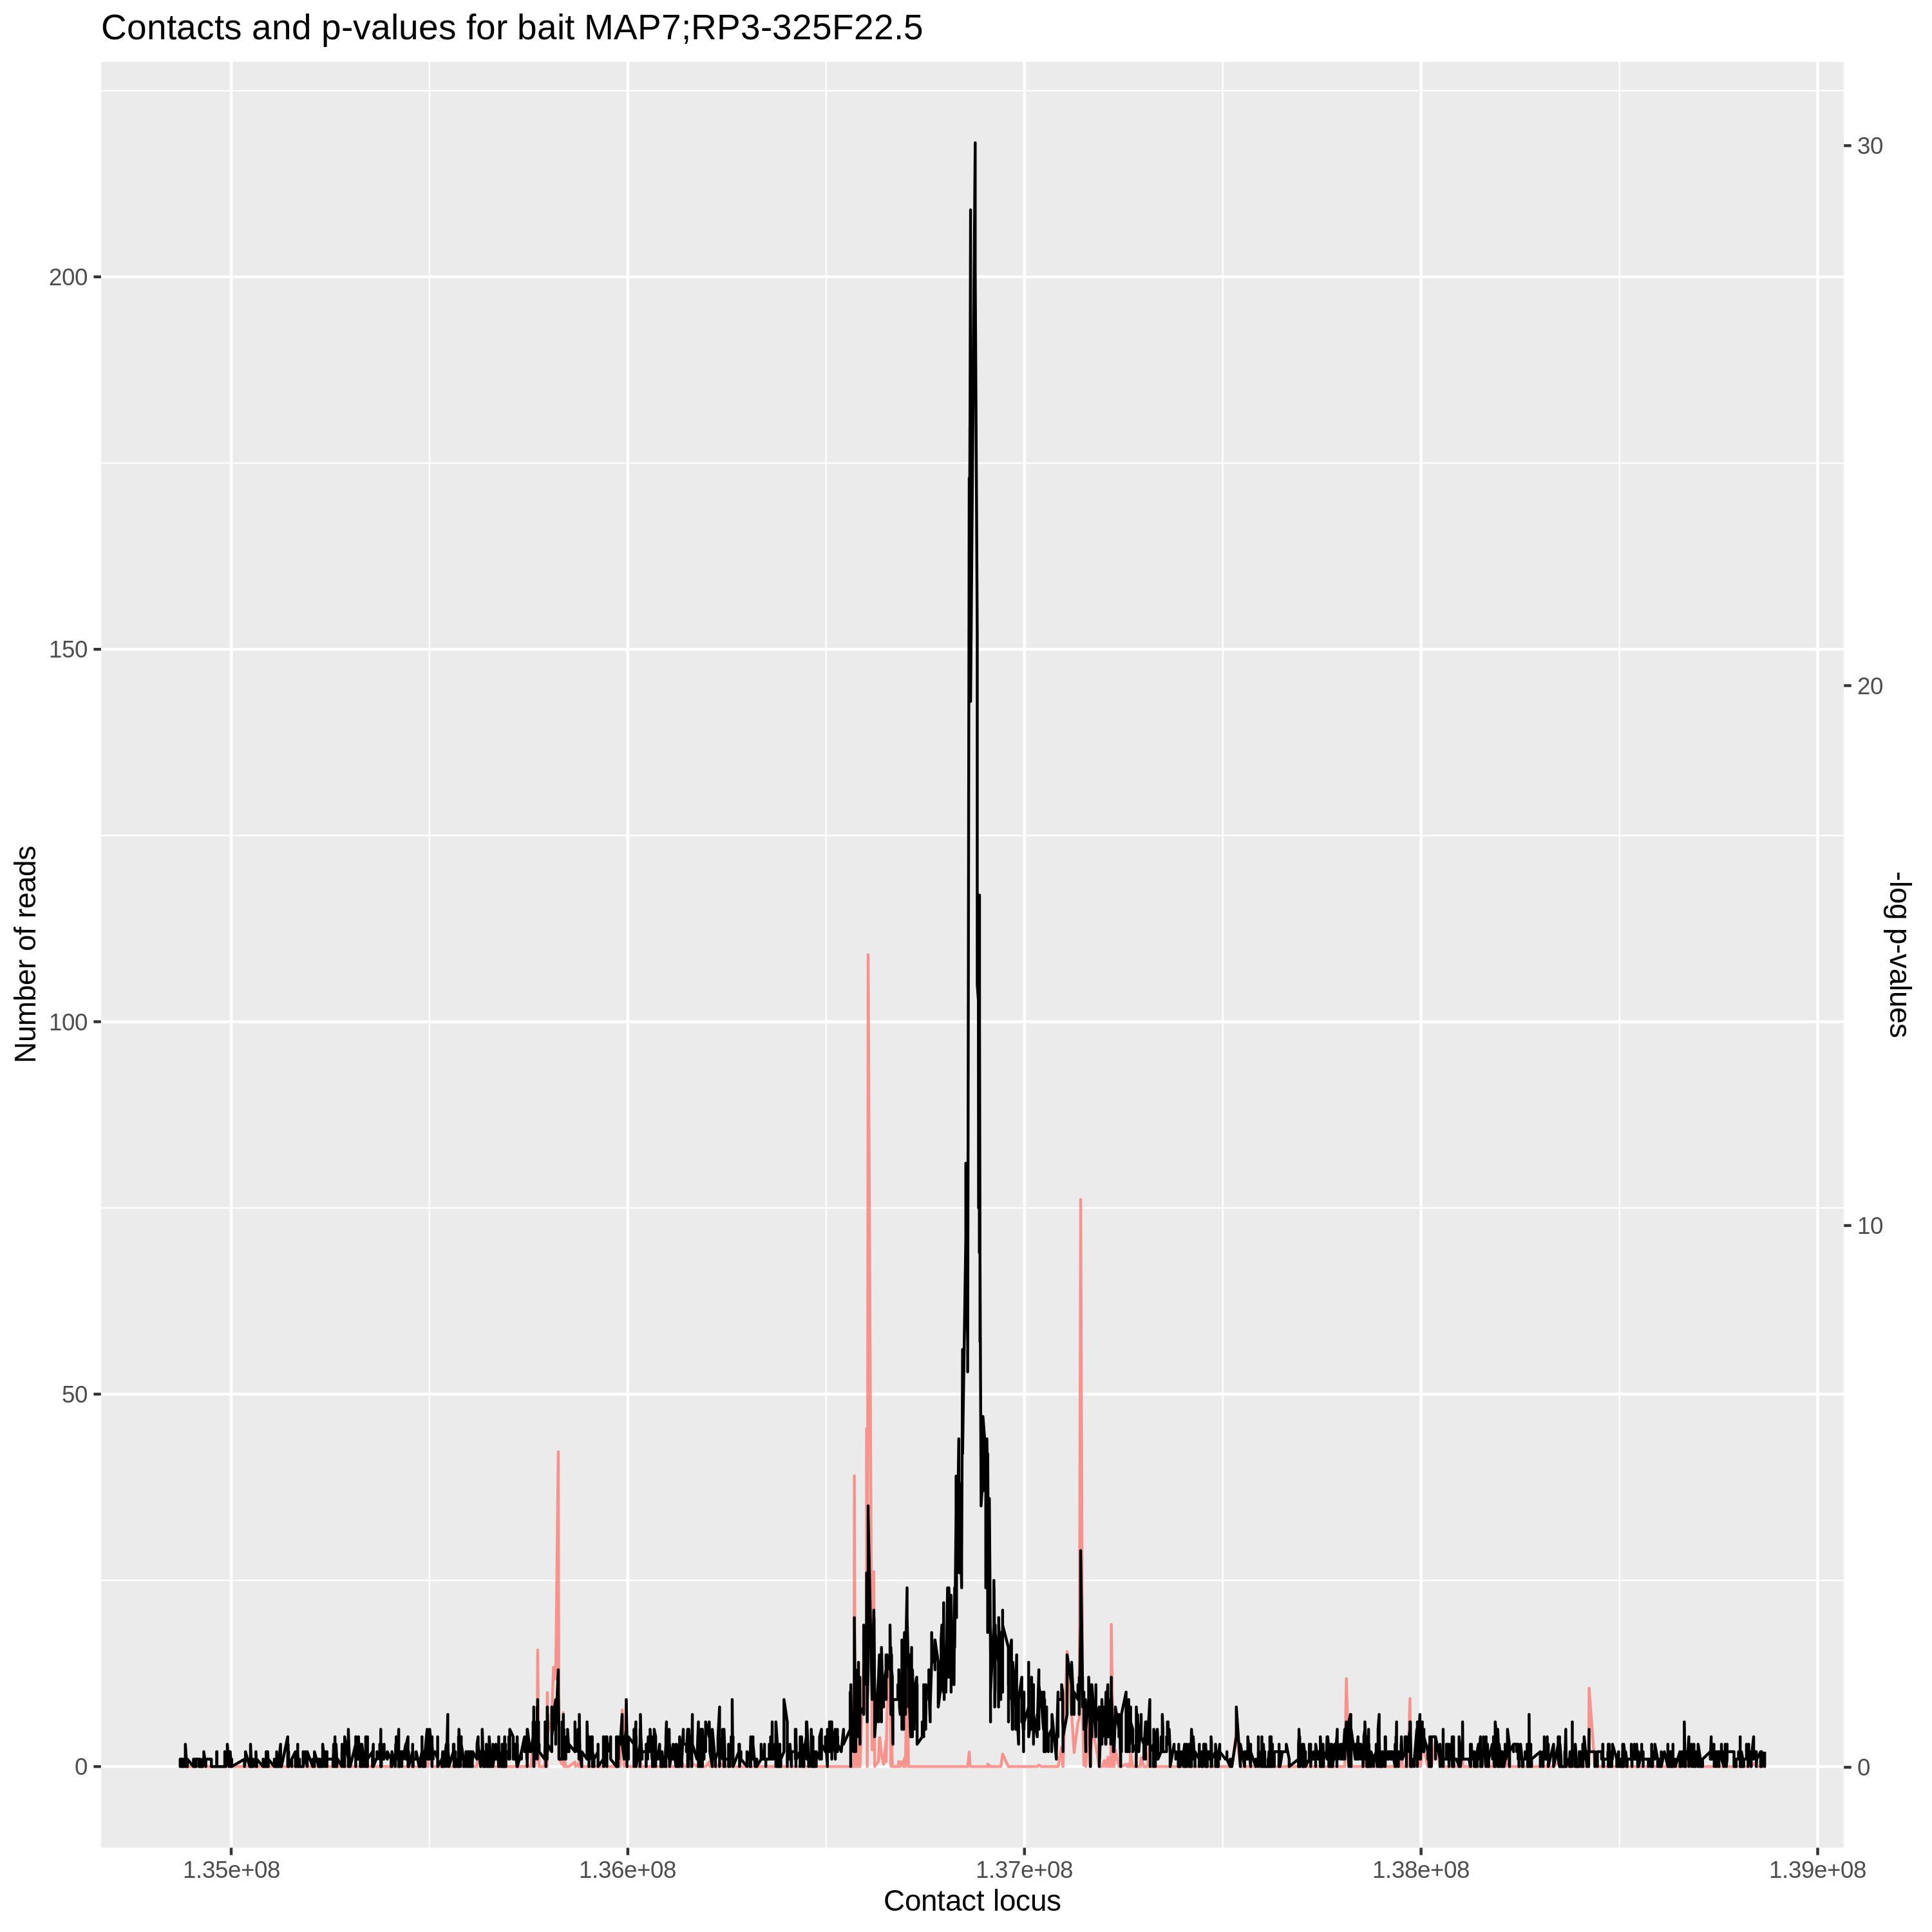 Contacts and p-values for bait MAP7;RP3-325F22.5
200
150
100
50
0
30
20
10
0
Number of reads
-log p-values
1.35e+08
1.36e+08
1.37e+08
1.38e+08
1.39e+08
Contact locus